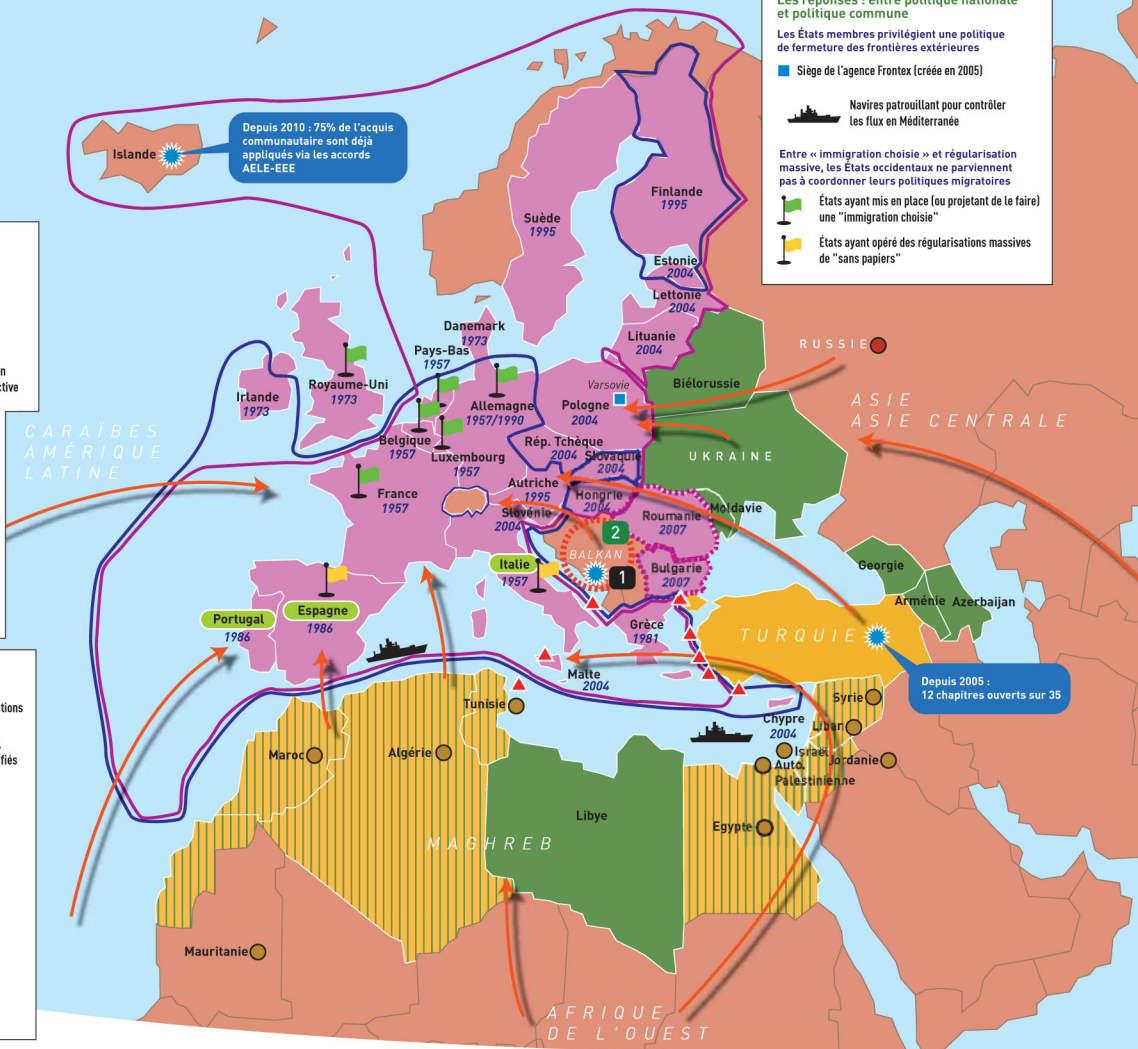 Les réponses : entre politique nationale
et politique commune
Les États membres privilégient une politique
de fermeture des frontières extérieures
Siège de l'agence Frontex (créée en 2005)
Navires patrouillant pour contrôler
les flux en Méditerranée
Entre « immigration choisie » et régularisation
massive, les États occidentaux ne parviennent
pas à coordonner leurs politiques migratoires
États ayant mis en place (ou projetant de le faire)
une "immigration choisie"
États ayant opéré des régularisations massives
de "sans papiers"
Islande
Depuis 2010 : 75% de l'acquis
communautaire sont déjà
appliqués via les accords
AELE-EEE
Finlande
1995
Suède
1995
Estonie
2004
Lettonie
2004
Lituanie
2004
Danemark
1973
Pays-Bas
1957
Royaume-Uni
1973
Irlande
1973
Allemagne
1957/1990
Varsovie
Pologne
2004
Biélorussie
RUSSIE
ASIE
ASIE CENTRALE
CARAÏBES
AMÉRIQUE
LATINE
Belgique
1957
Luxembourg
1957
Rép. Tchèque
2004
Slovaquie
2004
UKRAINE
France
1957
Autriche
1995
Hongrie
2004
Slovénie
2004
Roumanie
2007
Moldavie
2
BALKAN
1
Bulgarie
2007
Italie
1957
Georgie
Arménie
Azerbaijan
Portugal
1986
Espagne
1986
Grèce
1981
TURQUIE
Depuis 2005 :
12 chapitres ouverts sur 35
Malte
2004
Chypre
2004
Syrie
Liban
Israël
Auto.
Palestinienne
Jordanie
Tunisie
Maroc
Algérie
Libye
Egypte
MAGHREB
Mauritanie
AFRIQUE
DE L'OUEST
n
ctive
ctions
fiés